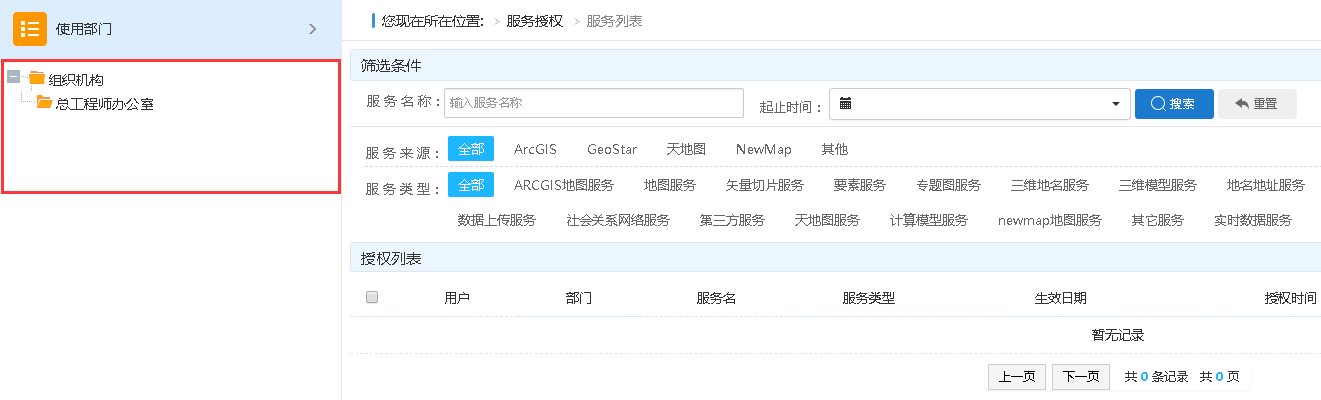 使用部门
组织机构
总工程师办公室
您现在所在位置: > 服务授权 > 服务列表
筛选条件
服务名称： 输入服务名称 起止时间： 搜索 重置
服务来源： 全部 ArcGIS GeoStar 天地图 NewMap 其他
服务类型： 全部 ARCGIS地图服务 地图服务 矢量切片服务 要素服务 专题图服务 三维地名服务 三维模型服务 地名地址服务
数据上传服务 社会关系网络服务 第三方服务 天地图服务 计算模型服务 newmap地图服务 其它服务 实时数据服务
授权列表
用户 部门 服务名 服务类型 生效日期 授权时间
暂无记录
上一页 下一页 共 0 条记录 共 0 页